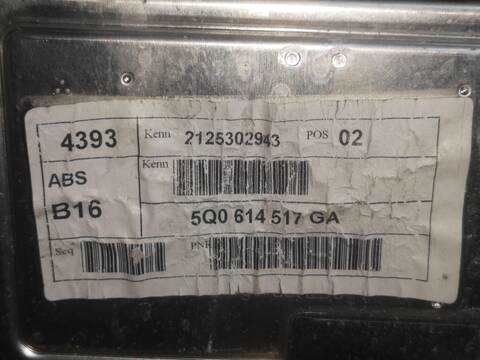 4393 Kenn 2125302943 POS 02
ABS Kenn
B16 5Q0 614 517 GA
Seq PNR